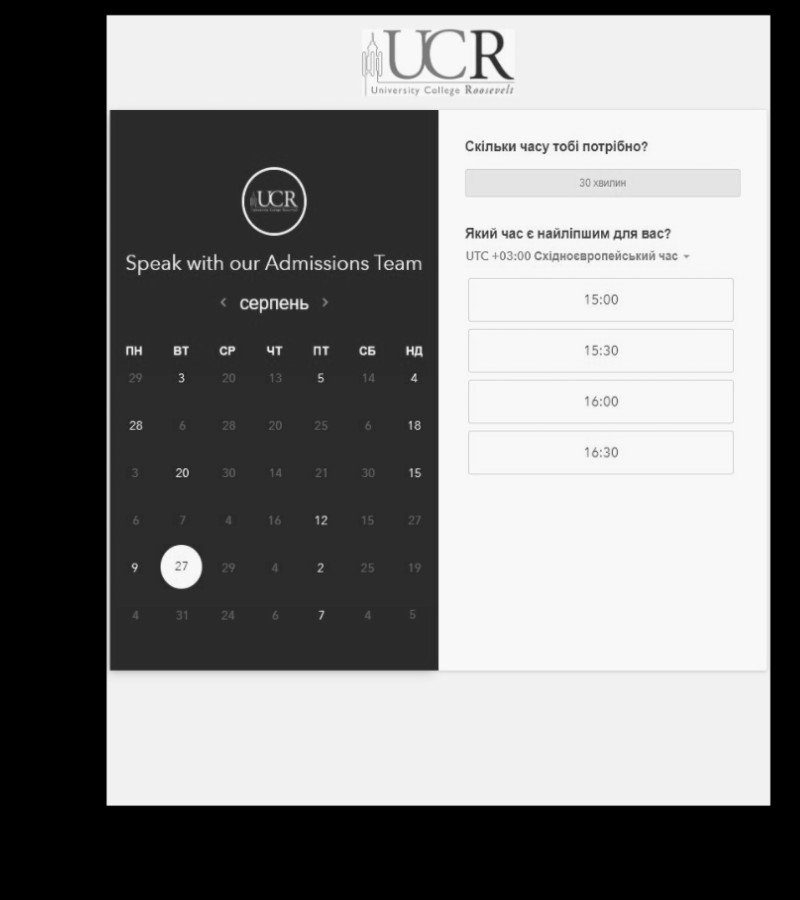 UCR
University College Roosevelt
UCR
Speak with our Admissions Team
< серпень >
ПН ВТ СР ЧТ ПТ СБ НД
29 3 20 13 5 14 4
28 6 28 20 25 6 18
3 20 30 14 21 30 15
6 7 4 16 12 15 27
9 27 29 4 2 25 19
4 31 24 6 7 4 5
Скільки часу тобі потрібно?
30 хвилин
Який час є найліпшим для вас?
UTC +03:00 Східноєвропейський час
15:00
15:30
16:00
16:30